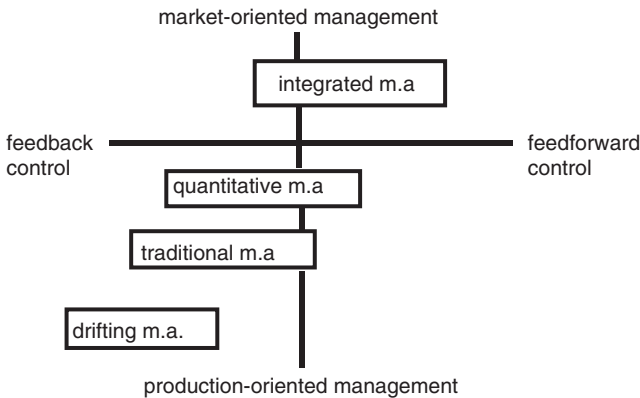 market-oriented management
integrated m.a
feedback
control
feedforward
control
quantitative m.a
traditional m.a
drifting m.a.
production-oriented management